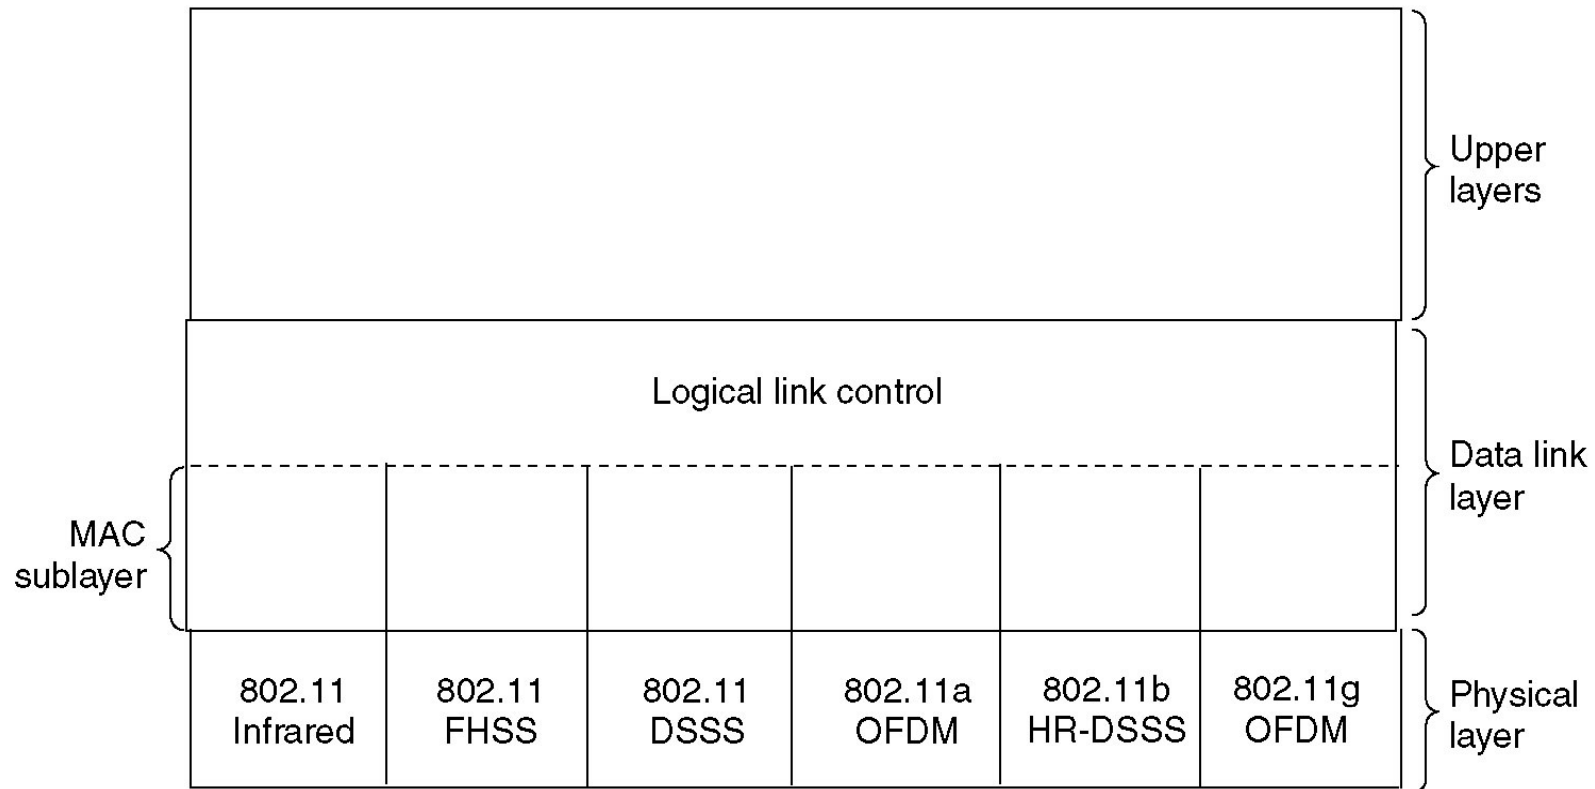 Upper
layers
Logical link control
Data link
layer
MAC
sublayer
802.11
Infrared
802.11
FHSS
802.11
DSSS
802.11a
OFDM
802.11b
HR-DSSS
802.11g
OFDM
Physical
layer